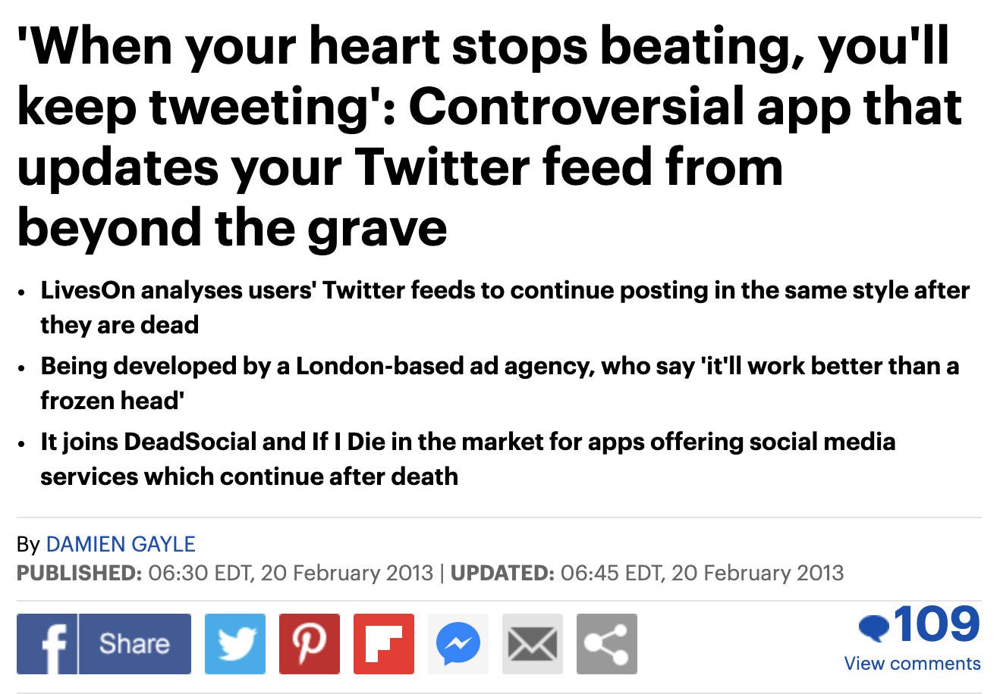 'When your heart stops beating, you'll
keep tweeting': Controversial app that
updates your Twitter feed from
beyond the grave
• LivesOn analyses users' Twitter feeds to continue posting in the same style after
they are dead
• Being developed by a London-based ad agency, who say 'it'll work better than a
frozen head'
• It joins DeadSocial and If I Die in the market for apps offering social media
services which continue after death
By DAMIEN GAYLE
PUBLISHED: 06:30 EDT, 20 February 2013 | UPDATED: 06:45 EDT, 20 February 2013
Share
109
View comments